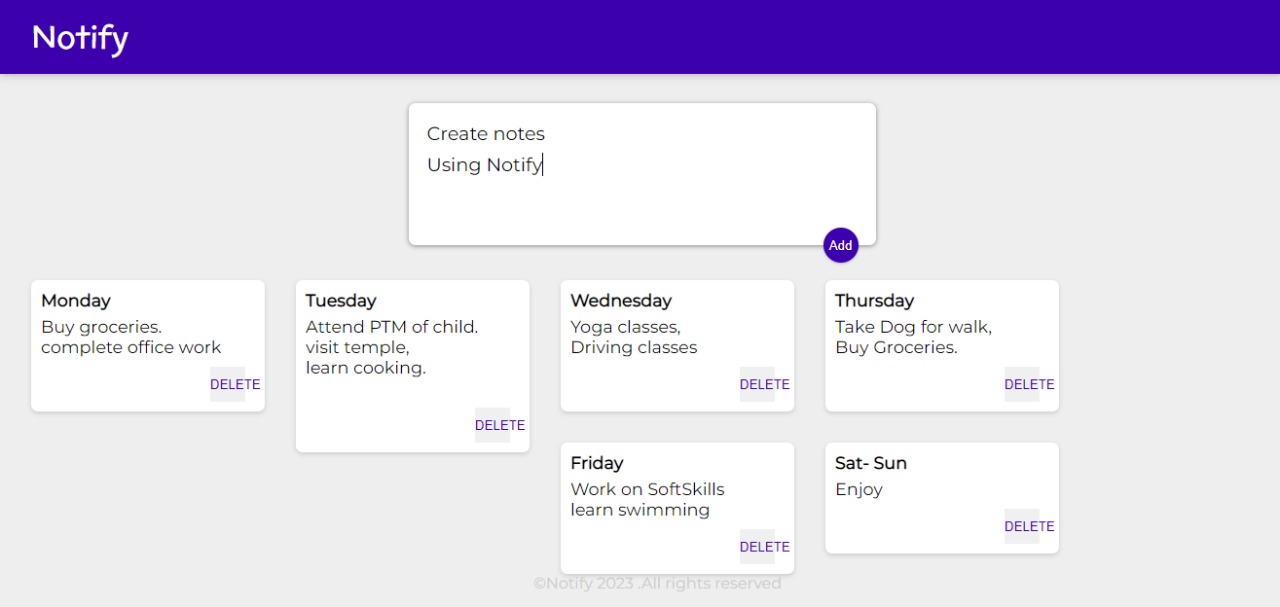 Notify
Create notes
Using Notify
Add
Monday
Buy groceries.
complete office work
DELETE
Tuesday
Attend PTM of child.
visit temple,
learn cooking.
DELETE
Wednesday
Yoga classes,
Driving classes
DELETE
Thursday
Take Dog for walk,
Buy Groceries.
DELETE
Friday
Work on SoftSkills
learn swimming
DELETE
Sat- Sun
Enjoy
DELETE
©Notify 2023 .All rights reserved